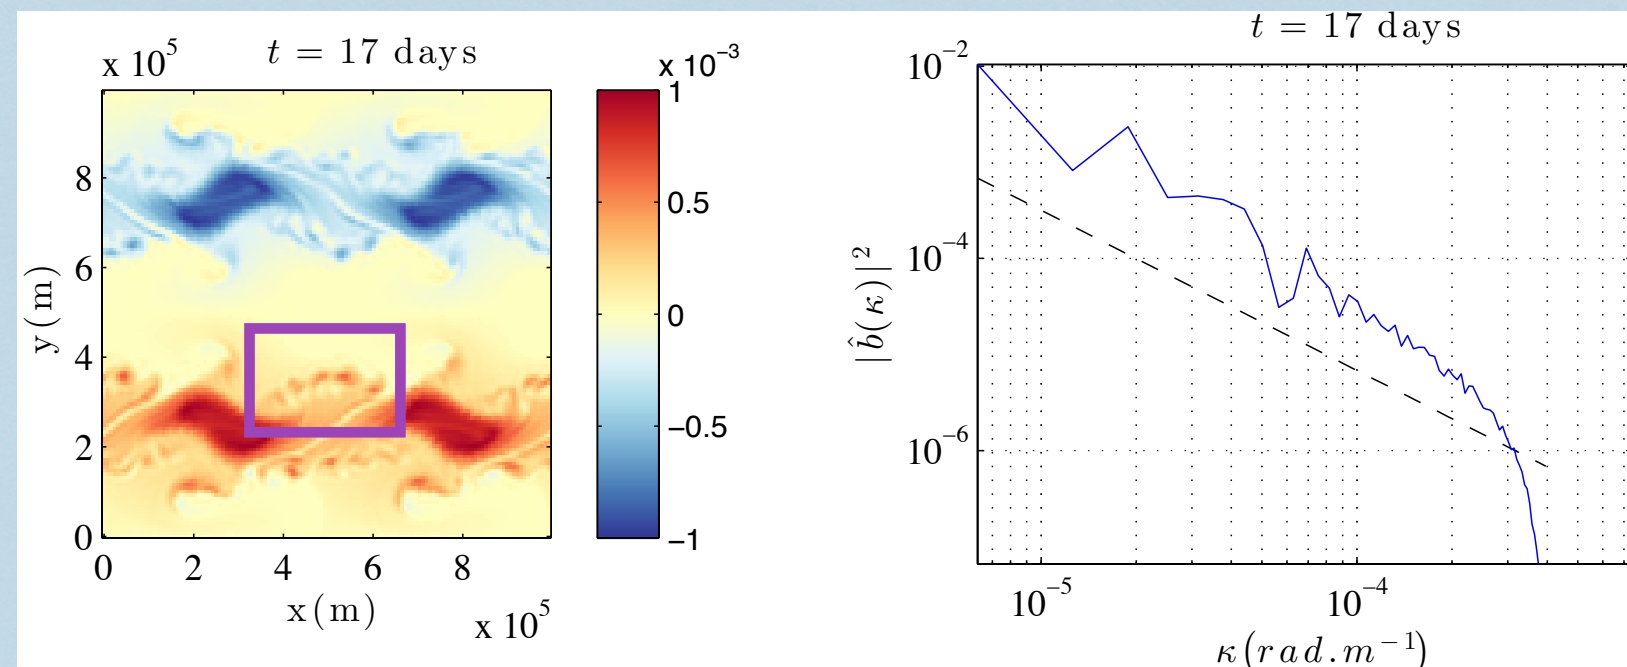 t = 17 days
x 10^5
x 10^−3
1
0.5
0
−0.5
−1
y(m)
8
6
4
2
0
0 2 4 6 8
x(m)
x 10^5
t = 17 days
|b̂(κ)|^2
10^−2
10^−4
10^−6
10^−5 10^−4
κ(rad.m^−1)